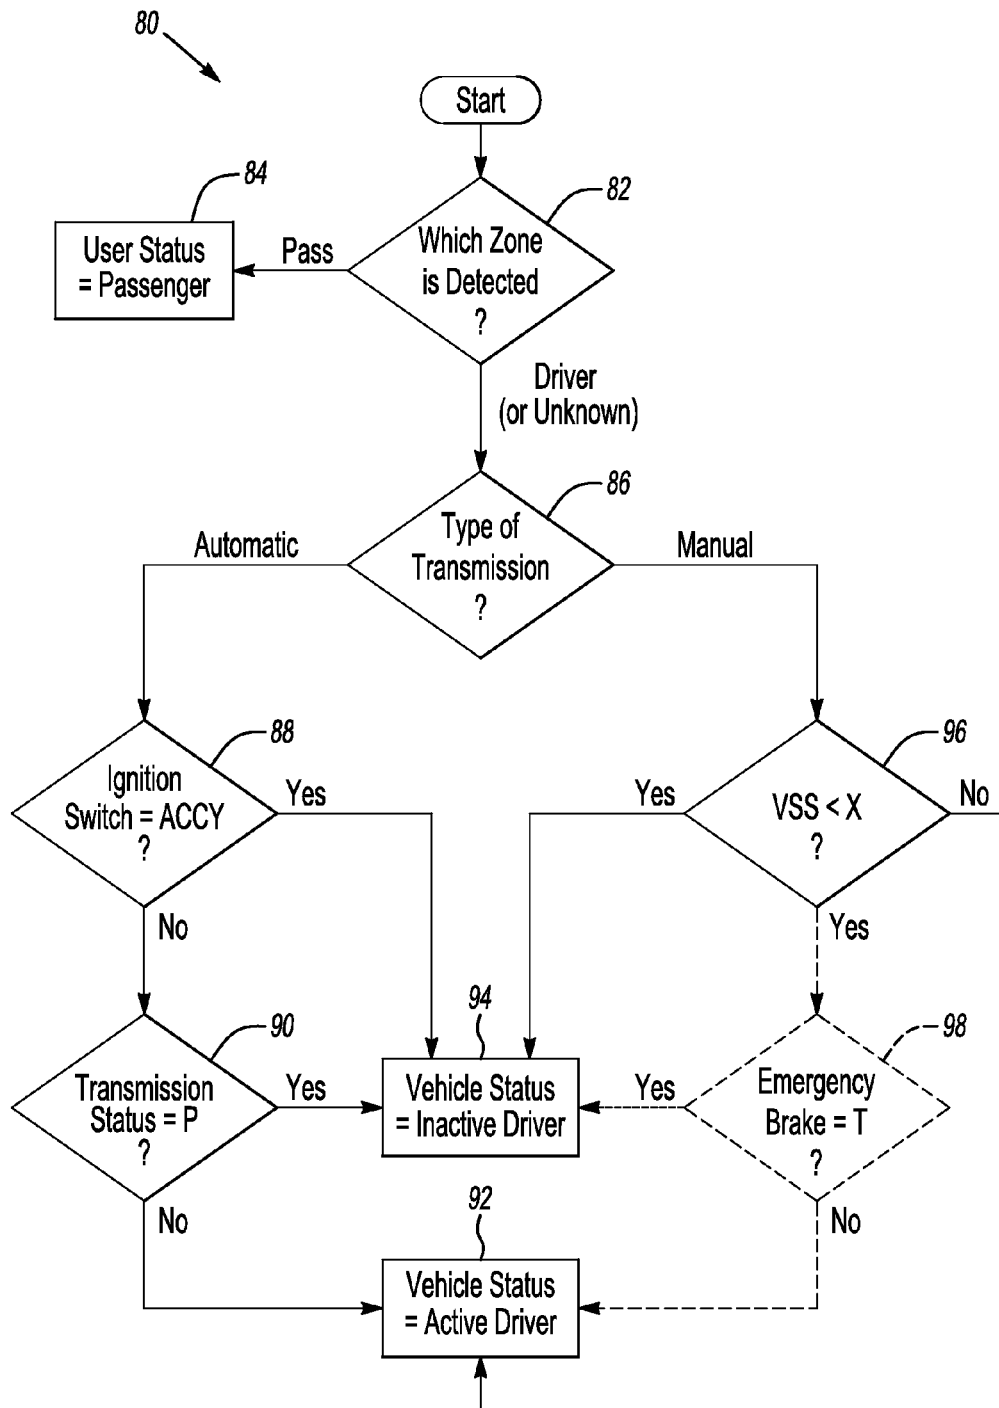 80
Start
84
82
User Status
= Passenger
Pass
Which Zone
is Detected
?
Driver
(or Unknown)
86
Automatic
Type of
Transmission
?
Manual
88
96
Ignition
Switch = ACCY
?
Yes
Yes
VSS < X
?
No
No
Yes
90
94
98
Transmission
Status = P
?
Yes
Vehicle Status
= Inactive Driver
Yes
Emergency
Brake = T
?
No
92
No
Vehicle Status
= Active Driver